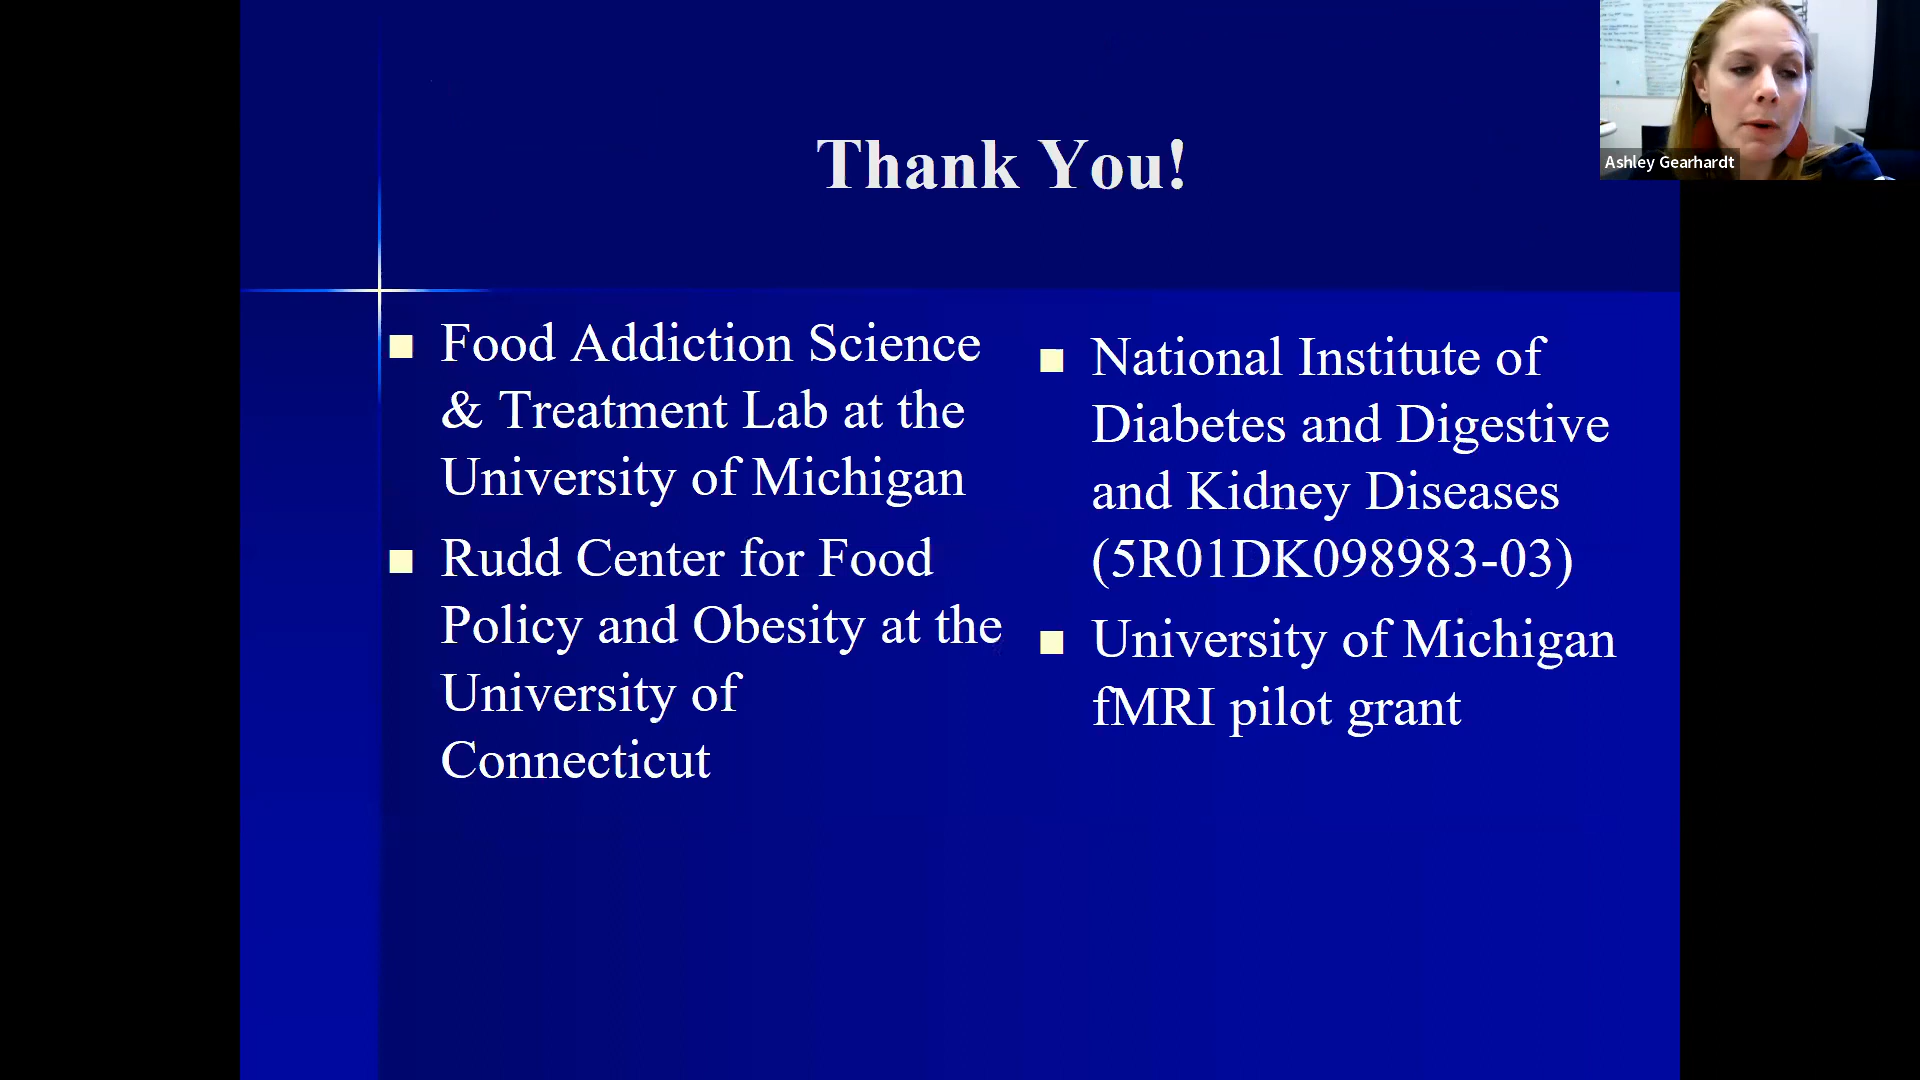 Thank You!
Food Addiction Science
& Treatment Lab at the
University of Michigan
Rudd Center for Food
Policy and Obesity at the
University of
Connecticut
National Institute of
Diabetes and Digestive
and Kidney Diseases
(5R01DK098983-03)
University of Michigan
fMRI pilot grant
Ashley Gearhardt